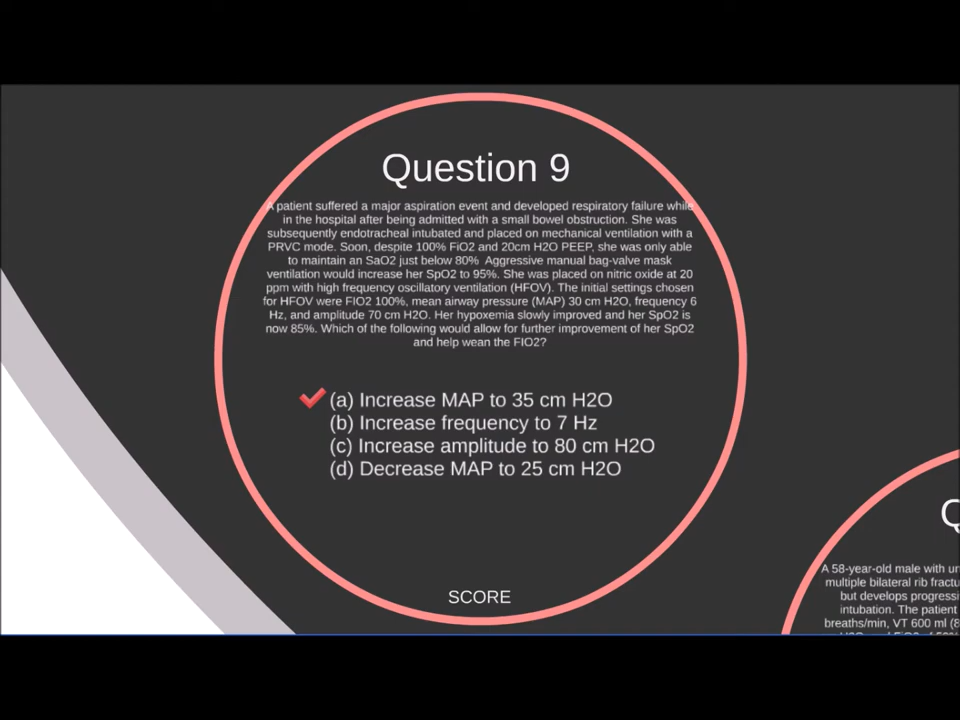 Question 9
A patient suffered a major aspiration event and developed respiratory failure while
in the hospital after being admitted with a small bowel obstruction. She was
subsequently endotracheal intubated and placed on mechanical ventilation with a
PRVC mode. Soon, despite 100% FiO2 and 20cm H2O PEEP, she was only able
to maintain an SaO2 just below 80% Aggressive manual bag-valve mask
ventilation would increase her SpO2 to 95%. She was placed on nitric oxide at 20
ppm with high frequency oscillatory ventilation (HFOV). The initial settings chosen
for HFOV were FIO2 100%, mean airway pressure (MAP) 30 cm H2O, frequency 6
Hz, and amplitude 70 cm H2O. Her hypoxemia slowly improved and her SpO2 is
now 85%. Which of the following would allow for further improvement of her SpO2
and help wean the FIO2?
(a) Increase MAP to 35 cm H2O
(b) Increase frequency to 7 Hz
(c) Increase amplitude to 80 cm H2O
(d) Decrease MAP to 25 cm H2O
SCORE
A 58-year-old male with
multiple bilateral rib
but develops
intubation. The patient
breaths/min, VT 600 ml